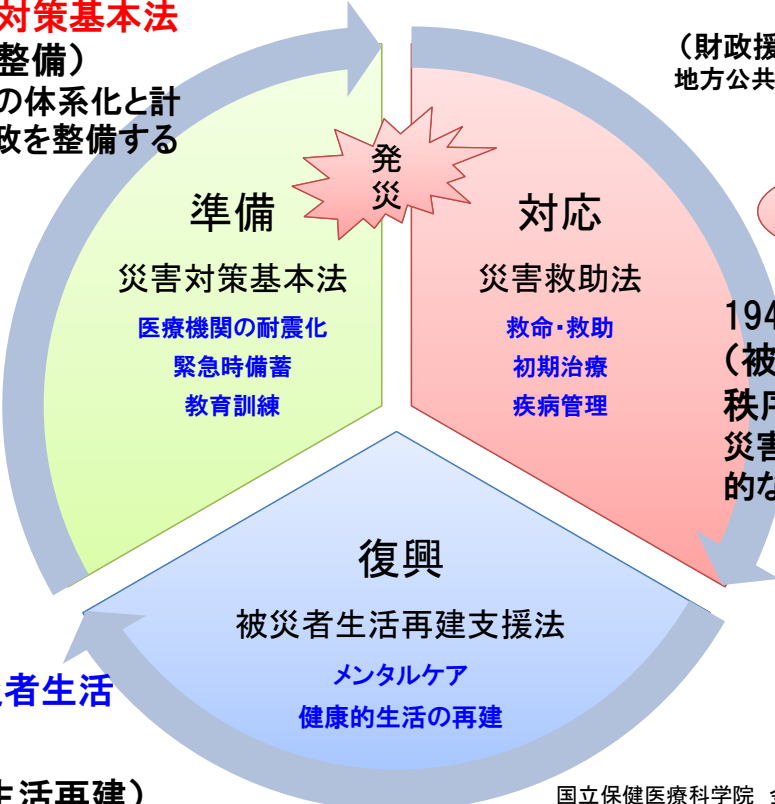 対策基本法
整備）
の体系化と計
政を整備する
（財政援
地方公共
発
災
準備
災害対策基本法
医療機関の耐震化
緊急時備蓄
教育訓練
対応
災害救助法
救命・救助
初期治療
疾病管理
194
（被
秩序
災害
的な
復興
被災者生活再建支援法
メンタルケア
健康的生活の再建
者生活
生活再建）
国立保健医療科学院